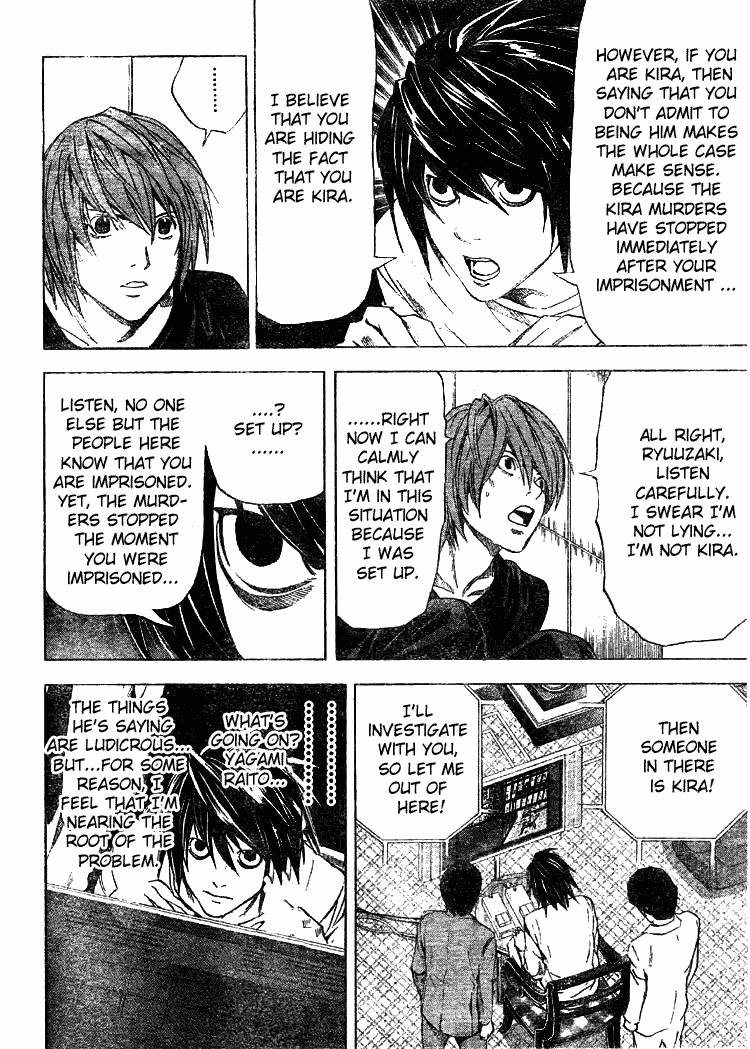 HOWEVER, IF YOU
ARE KIRA, THEN
SAYING THAT YOU
DON'T ADMIT TO
BEING HIM MAKES
THE WHOLE CASE
MAKE SENSE.
BECAUSE THE
KIRA MURDERS
HAVE STOPPED
IMMEDIATELY
AFTER YOUR
IMPRISONMENT ...
I BELIEVE
THAT YOU
ARE HIDING
THE FACT
THAT YOU
ARE KIRA.
......
ALL RIGHT,
RYUUZAKI,
LISTEN
CAREFULLY.
I SWEAR I'M
NOT LYING...
I'M NOT KIRA.
......RIGHT
NOW I CAN
CALMLY
THINK THAT
I'M IN THIS
SITUATION
BECAUSE
I WAS
SET UP.
....?
SET UP?
......
LISTEN, NO ONE
ELSE BUT THE
PEOPLE HERE
KNOW THAT YOU
ARE IMPRISONED.
YET, THE MURD-
ERS STOPPED
THE MOMENT
YOU WERE
IMPRISONED...
THEN
SOMEONE
IN THERE
IS KIRA!
I'LL
INVESTIGATE
WITH YOU,
SO LET ME
OUT OF
HERE!
WHAT'S
GOING ON?
YAGAMI
RAITO...
THE THINGS
HE'S SAYING
ARE LUDICROUS...
BUT...FOR SOME
REASON, I
FEEL THAT I'M
NEARING THE
ROOT OF THE
PROBLEM.